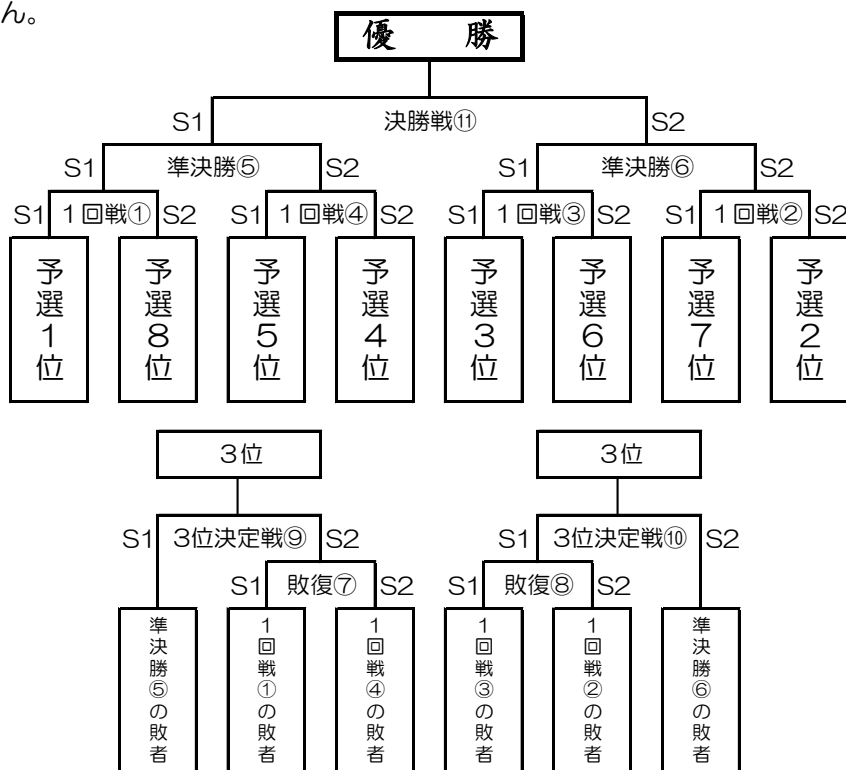 ん。
優　勝
S1 決勝戦⑪ S2
S1 準決勝⑤ S2 S1 準決勝⑥ S2
S1 1回戦① S2 S1 1回戦④ S2 S1 1回戦③ S2 S1 1回戦② S2
予選1位 予選8位 予選5位 予選4位 予選3位 予選6位 予選7位 予選2位
3位 3位
S1 3位決定戦⑨ S2 S1 3位決定戦⑩ S2
S1 敗復⑦ S2 S1 敗復⑧ S2
準決勝⑤の敗者 1回戦①の敗者 1回戦④の敗者 1回戦③の敗者 1回戦②の敗者 準決勝⑥の敗者